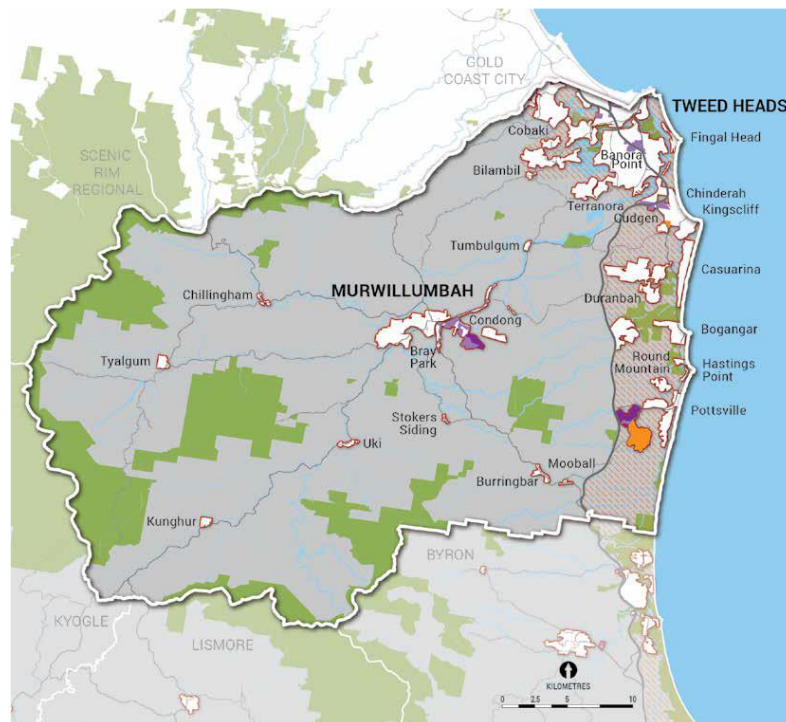 GOLD
COAST CITY
TWEED HEADS
SCENIC
RIM
REGIONAL
Cobaki
Fingal Head
Banora
Point
Bilambil
Chinderah
Terranora
Kingscliff
Cudgen
Tumbulgum
Casuarina
Chillingham
MURWILLUMBAH
Duranbah
Condong
Bogangar
Bray
Park
Round
Mountain
Hastings
Point
Tyalgum
Pottsville
Stokers
Siding
Uki
Mooball
Burringbar
Kunghur
BYRON
KYOGLE
LISMORE
KILOMETRES
0 2.5 5 10